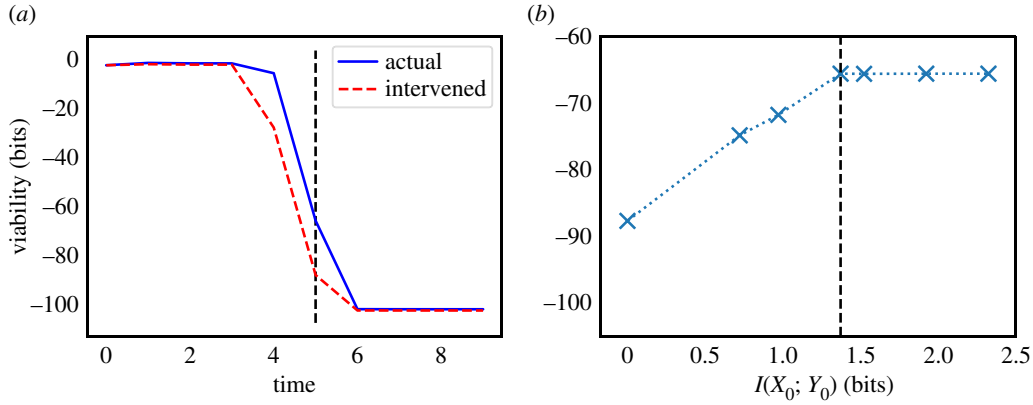 (a)
viability (bits)
0
–20
–40
–60
–80
–100
actual
intervened
0 2 4 6 8
time
(b)
–60
–70
–80
–90
–100
0 0.5 1.0 1.5 2.0 2.5
I(X₀; Y₀) (bits)